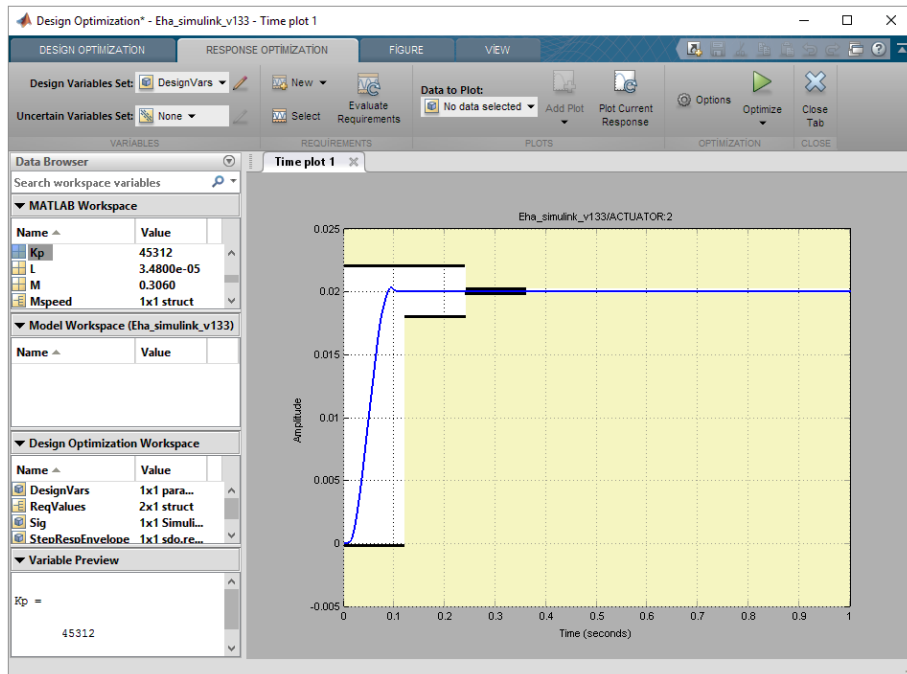 Design Optimization* - Eha_simulink_v133 - Time plot 1
DESIGN OPTIMIZATION RESPONSE OPTIMIZATION FIGURE VIEW
Design Variables Set: DesignVars
Uncertain Variables Set: None
VARIABLES
New
Select
Evaluate
Requirements
REQUIREMENTS
Data to Plot:
No data selected
Add Plot
Plot Current
Response
PLOTS
Options
Optimize
OPTIMIZATION
Close
Tab
CLOSE
Data Browser
Search workspace variables
MATLAB Workspace
Name Value
Kp 45312
L 3.4800e-05
M 0.3060
Mspeed 1x1 struct
Model Workspace (Eha_simulink_v133)
Name Value
Design Optimization Workspace
Name Value
DesignVars 1x1 para...
ReqValues 2x1 struct
Sig 1x1 Simuli...
StepRespEnvelope 1x1 sdo.re...
Variable Preview
Kp =
45312
Time plot 1
Eha_simulink_v133/ACTUATOR:2
0.025
0.02
0.015
0.01
0.005
0
-0.005
Amplitude
0 0.1 0.2 0.3 0.4 0.5 0.6 0.7 0.8 0.9 1
Time (seconds)